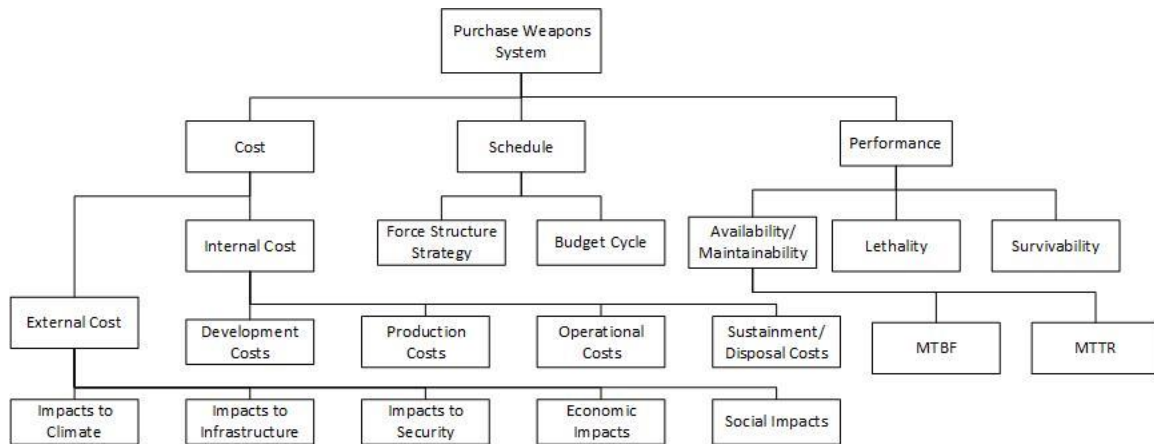 Purchase Weapons
System
Cost
Schedule
Performance
Internal Cost
Force Structure
Strategy
Budget Cycle
Availability/
Maintainability
Lethality
Survivability
External Cost
Development
Costs
Production
Costs
Operational
Costs
Sustainment/
Disposal Costs
MTBF
MTTR
Impacts to
Climate
Impacts to
Infrastructure
Impacts to
Security
Economic
Impacts
Social Impacts